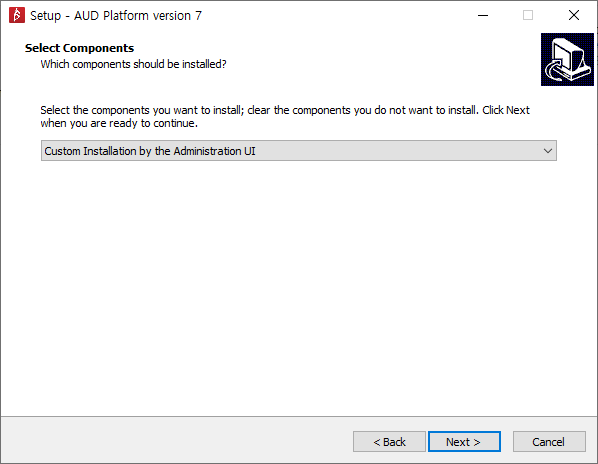 Setup - AUD Platform version 7
Select Components
Which components should be installed?
Select the components you want to install; clear the components you do not want to install. Click Next
when you are ready to continue.
Custom Installation by the Administration UI
< Back
Next >
Cancel